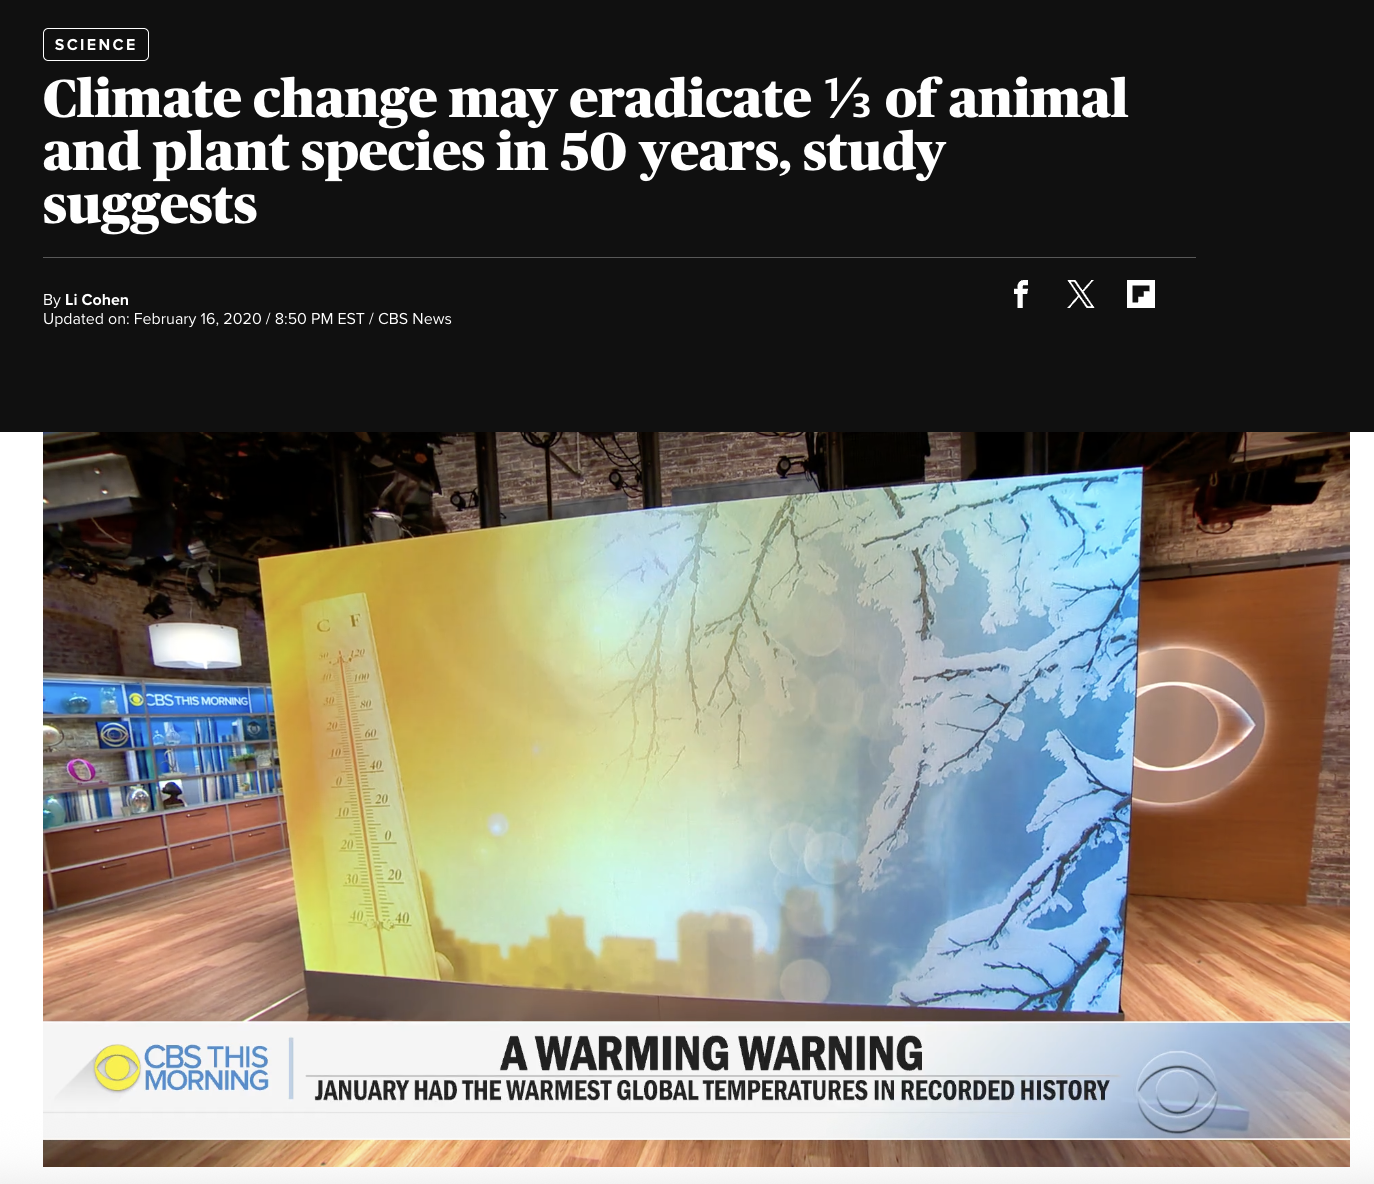 SCIENCE
Climate change may eradicate ⅓ of animal
and plant species in 50 years, study
suggests
By Li Cohen
Updated on: February 16, 2020 / 8:50 PM EST / CBS News
C F
50 120
40 100
30 80
20 60
10 40
0 20
10 0
20 20
30 40
40
CBS THIS MORNING
CBS THIS
MORNING
A WARMING WARNING
JANUARY HAD THE WARMEST GLOBAL TEMPERATURES IN RECORDED HISTORY